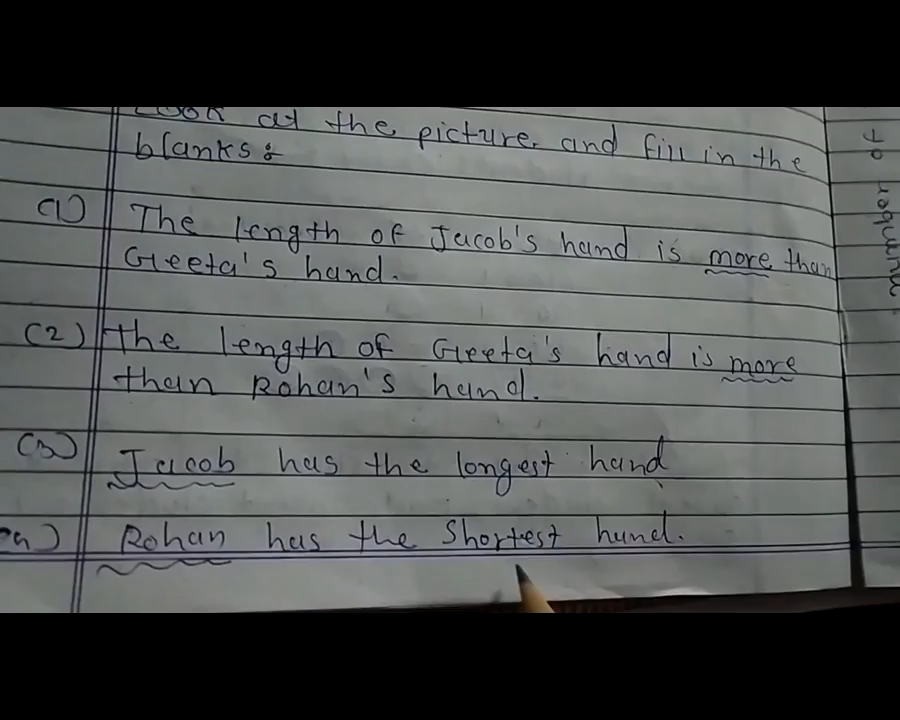 Look at the picture and fill in the
blanks:
(1) The length of Jacob's hand is more than
Geeta's hand.
(2) The length of Geeta's hand is more
than Rohan's hand.
(3) Jacob has the longest hand
(4) Rohan has the shortest hand.